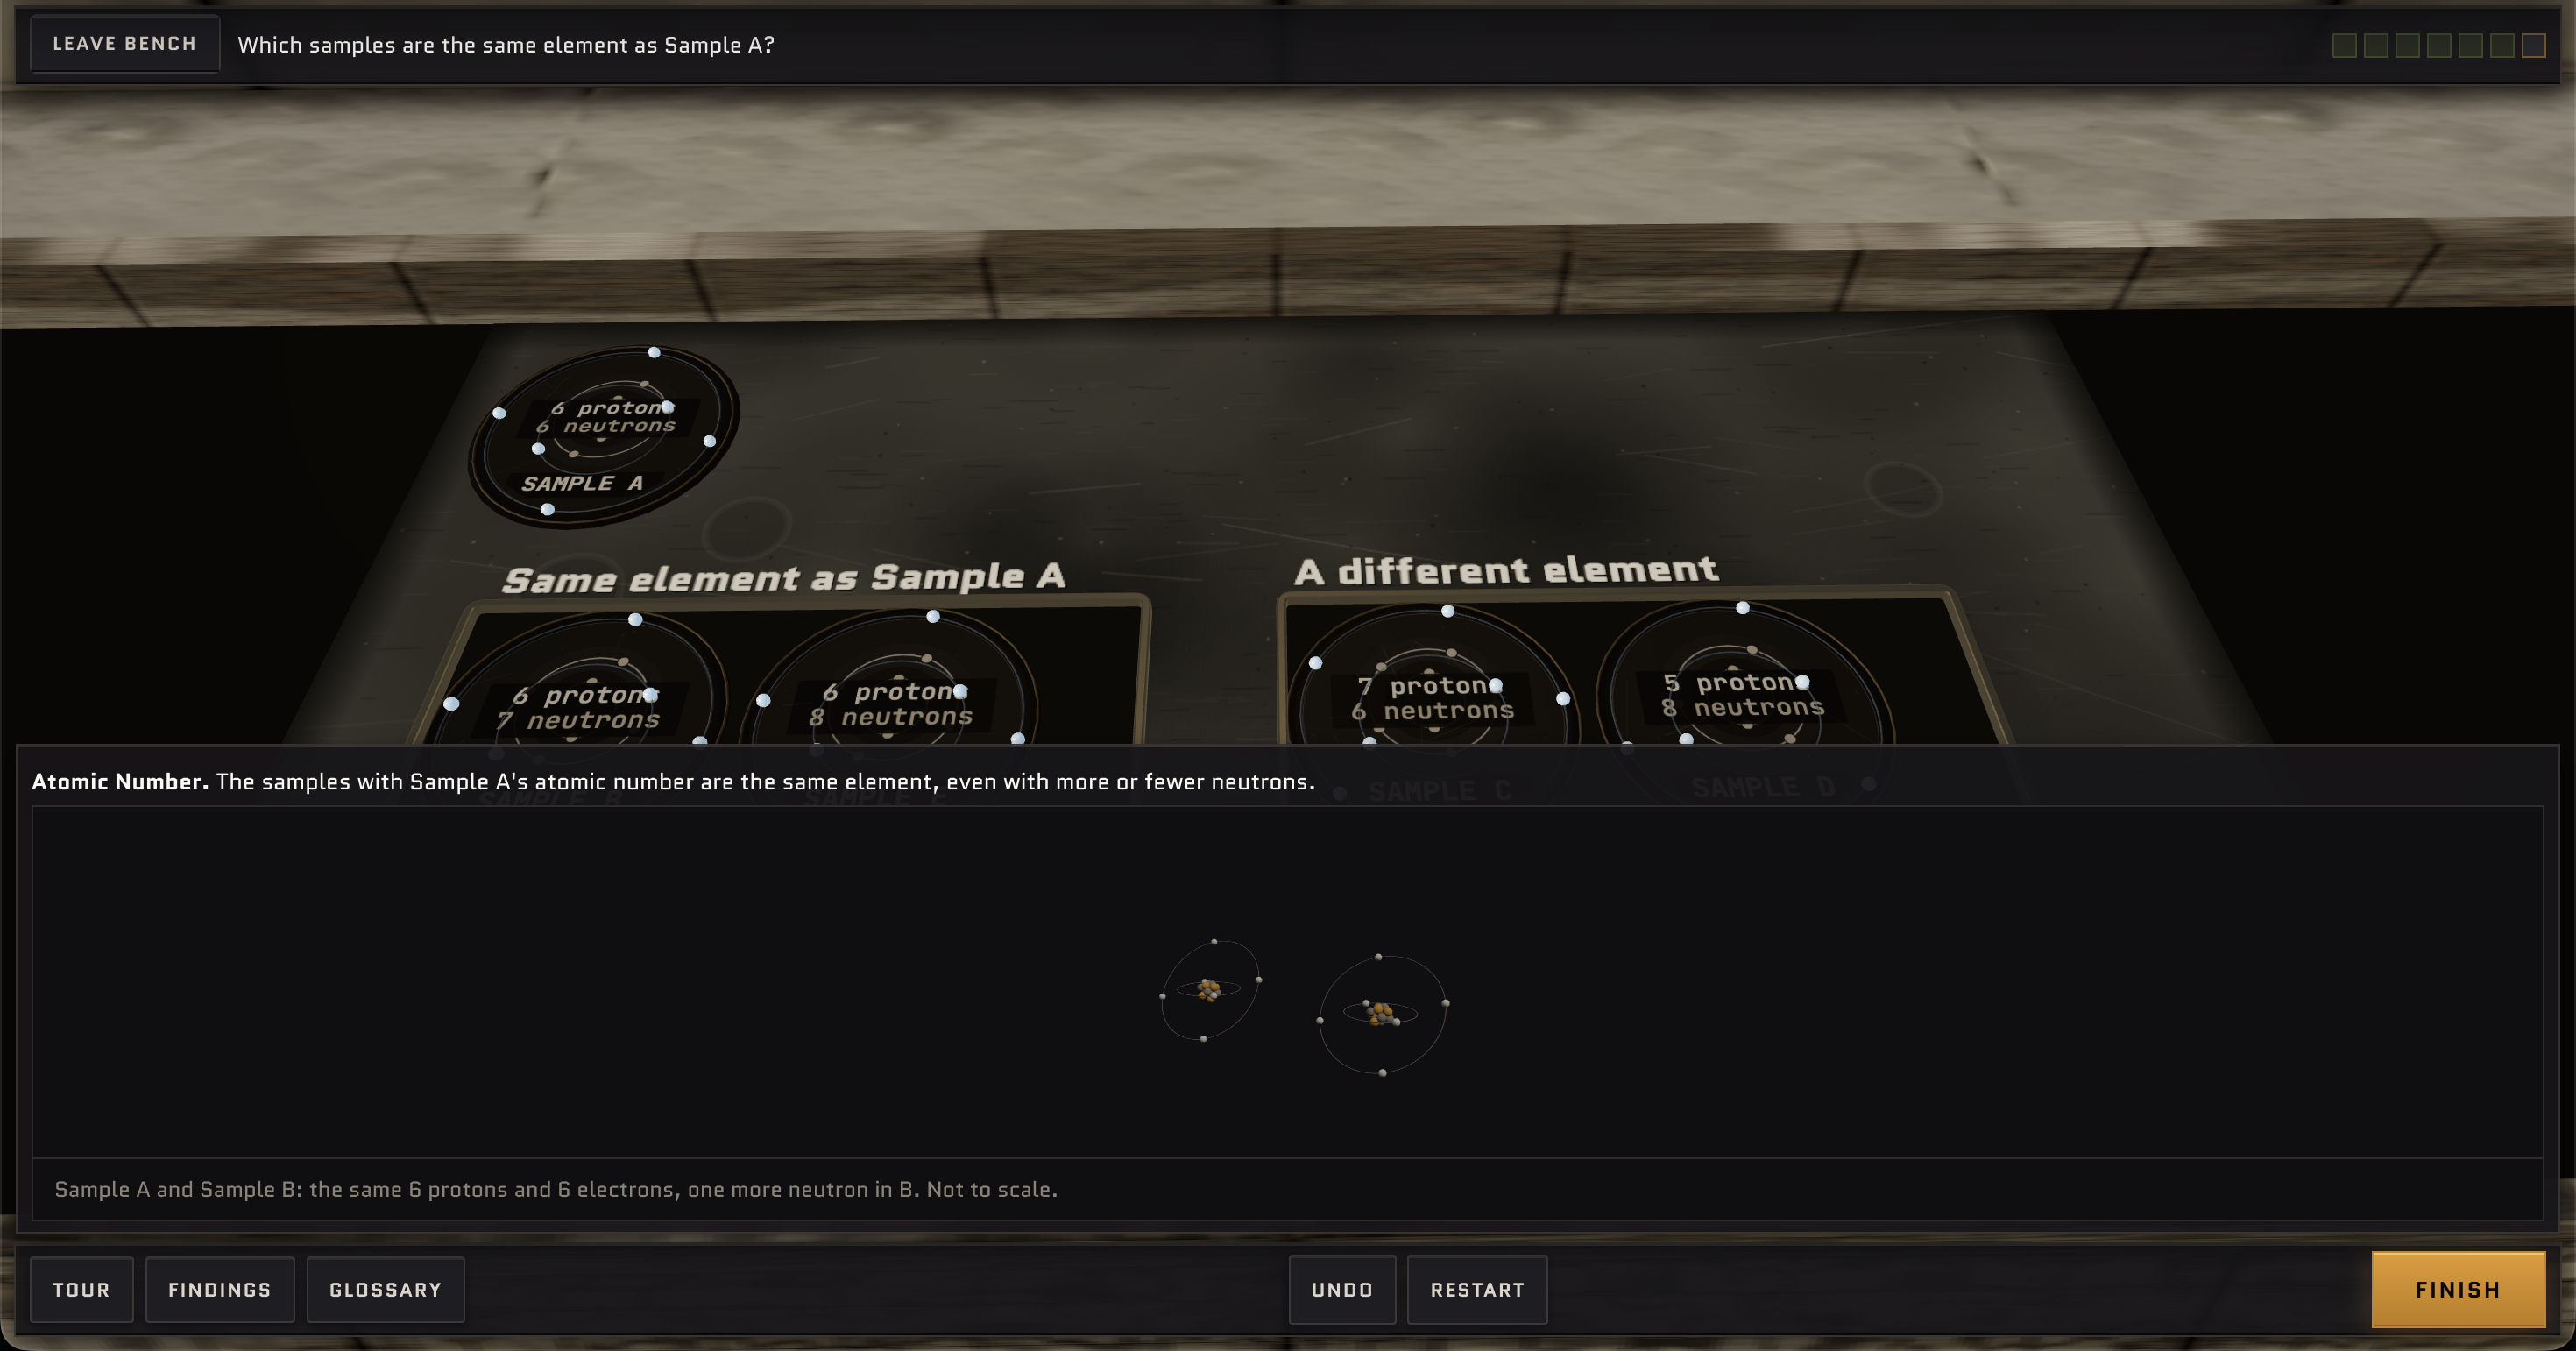 LEAVE BENCH
Which samples are the same element as Sample A?
6 protons
6 neutrons
SAMPLE A
Same element as Sample A
A different element
6 protons
7 neutrons
6 protons
8 neutrons
7 protons
6 neutrons
5 protons
8 neutrons
SAMPLE B
SAMPLE E
SAMPLE C
SAMPLE D
Atomic Number. The samples with Sample A's atomic number are the same element, even with more or fewer neutrons.
Sample A and Sample B: the same 6 protons and 6 electrons, one more neutron in B. Not to scale.
TOUR
FINDINGS
GLOSSARY
UNDO
RESTART
FINISH